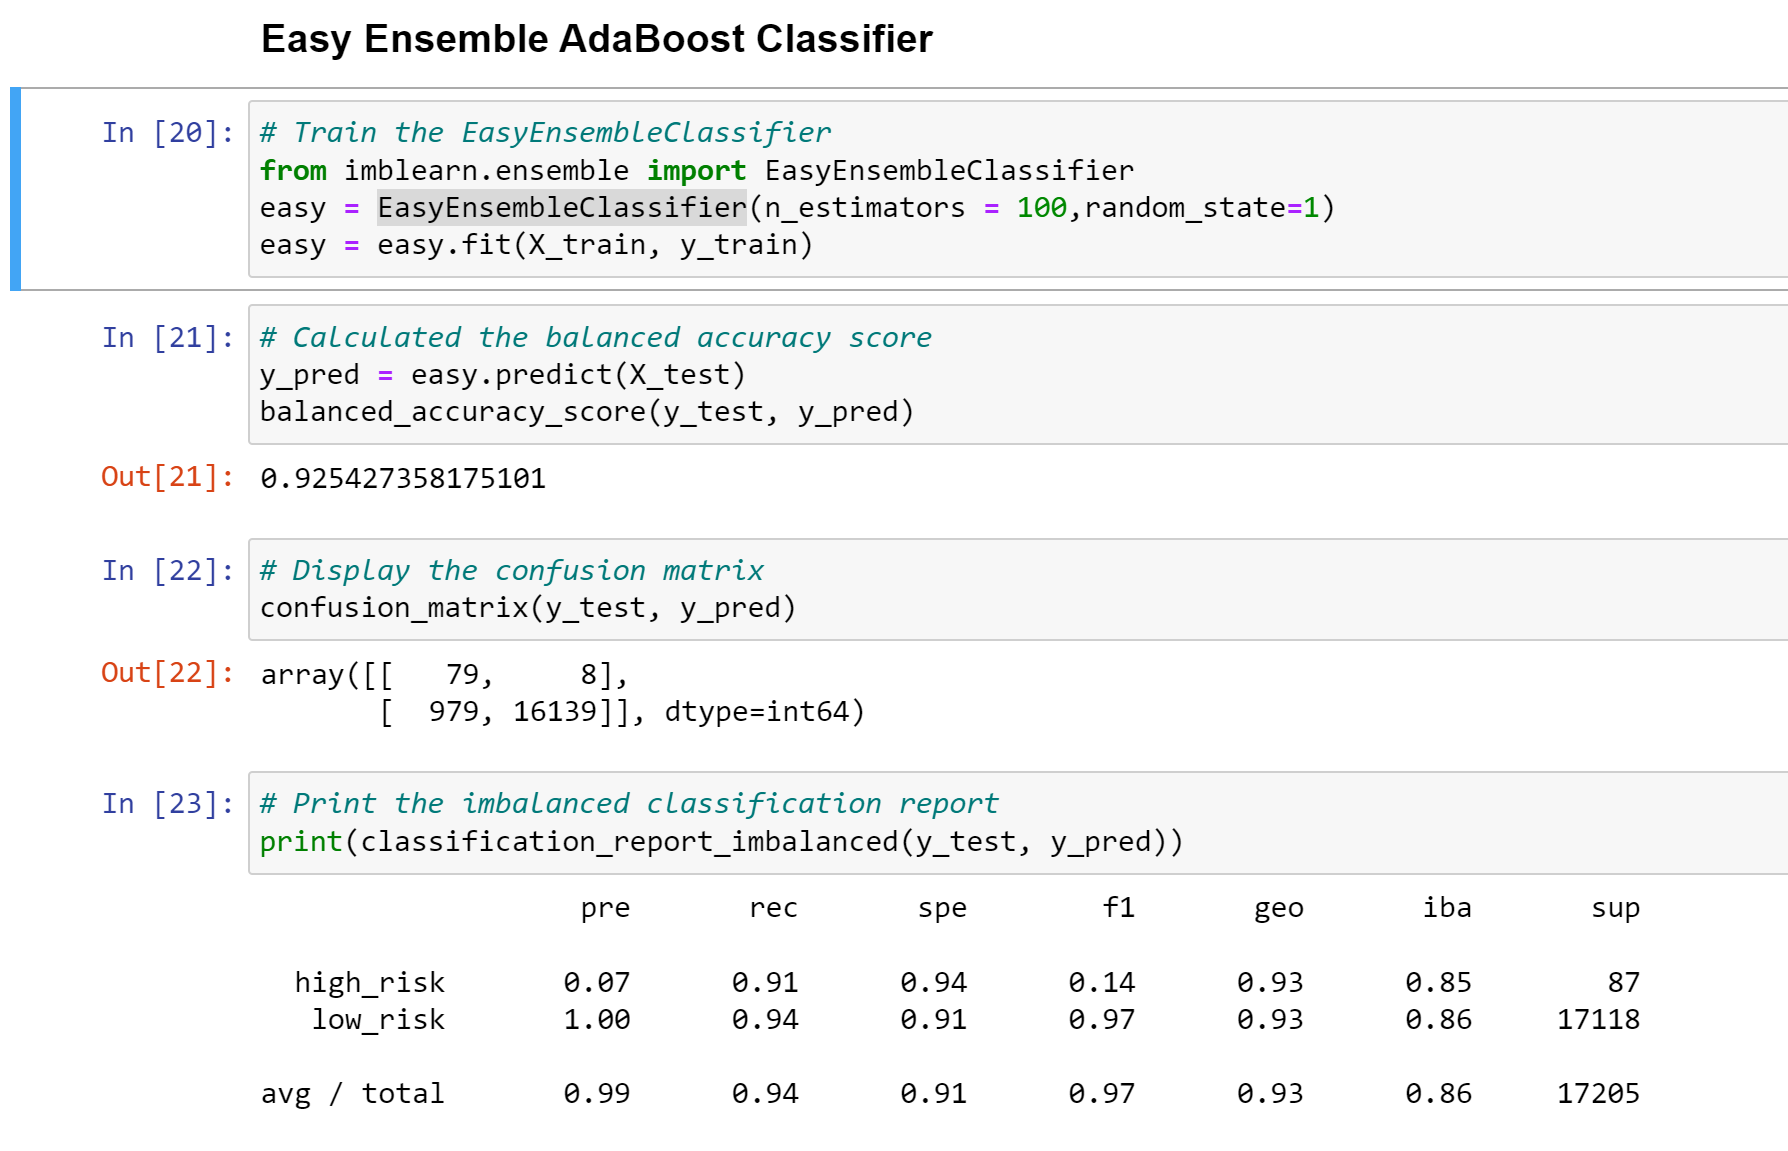 Easy Ensemble AdaBoost Classifier
In [20]: # Train the EasyEnsembleClassifier
from imblearn.ensemble import EasyEnsembleClassifier
easy = EasyEnsembleClassifier(n_estimators = 100,random_state=1)
easy = easy.fit(X_train, y_train)
In [21]: # Calculated the balanced accuracy score
y_pred = easy.predict(X_test)
balanced_accuracy_score(y_test, y_pred)
Out[21]: 0.925427358175101
In [22]: # Display the confusion matrix
confusion_matrix(y_test, y_pred)
Out[22]: array([[   79,     8],
       [  979, 16139]], dtype=int64)
In [23]: # Print the imbalanced classification report
print(classification_report_imbalanced(y_test, y_pred))
pre rec spe f1 geo iba sup
high_risk 0.07 0.91 0.94 0.14 0.93 0.85 87
low_risk 1.00 0.94 0.91 0.97 0.93 0.86 17118
avg / total 0.99 0.94 0.91 0.97 0.93 0.86 17205